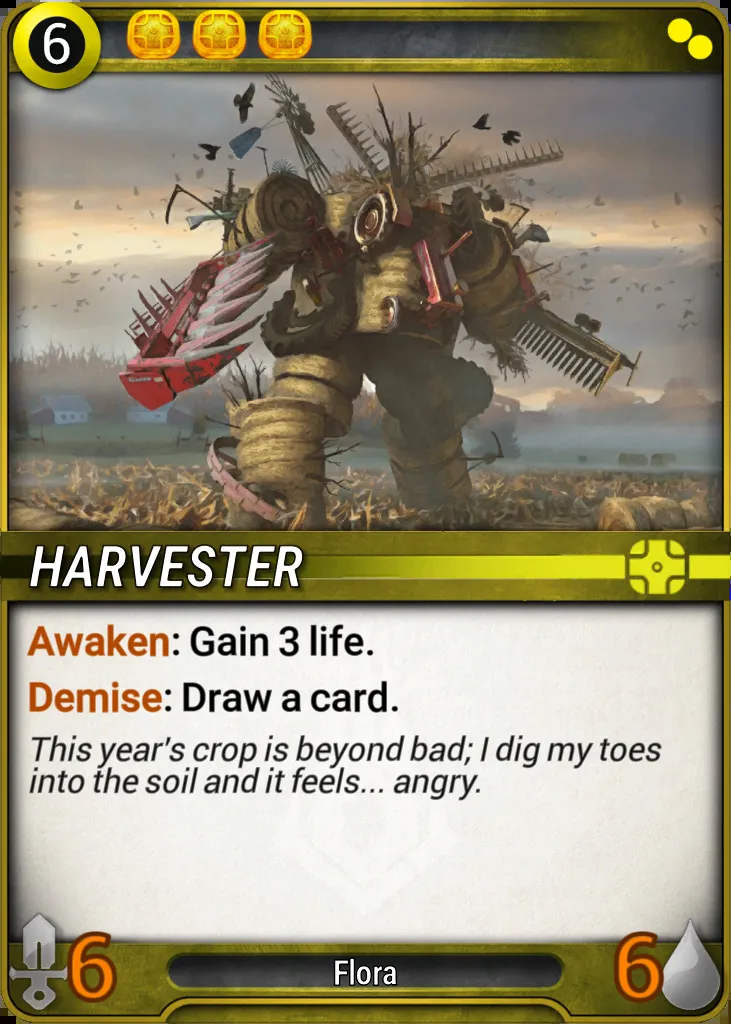 6
HARVESTER
Awaken: Gain 3 life.
Demise: Draw a card.
This year's crop is beyond bad; I dig my toes
into the soil and it feels... angry.
6
Flora
6